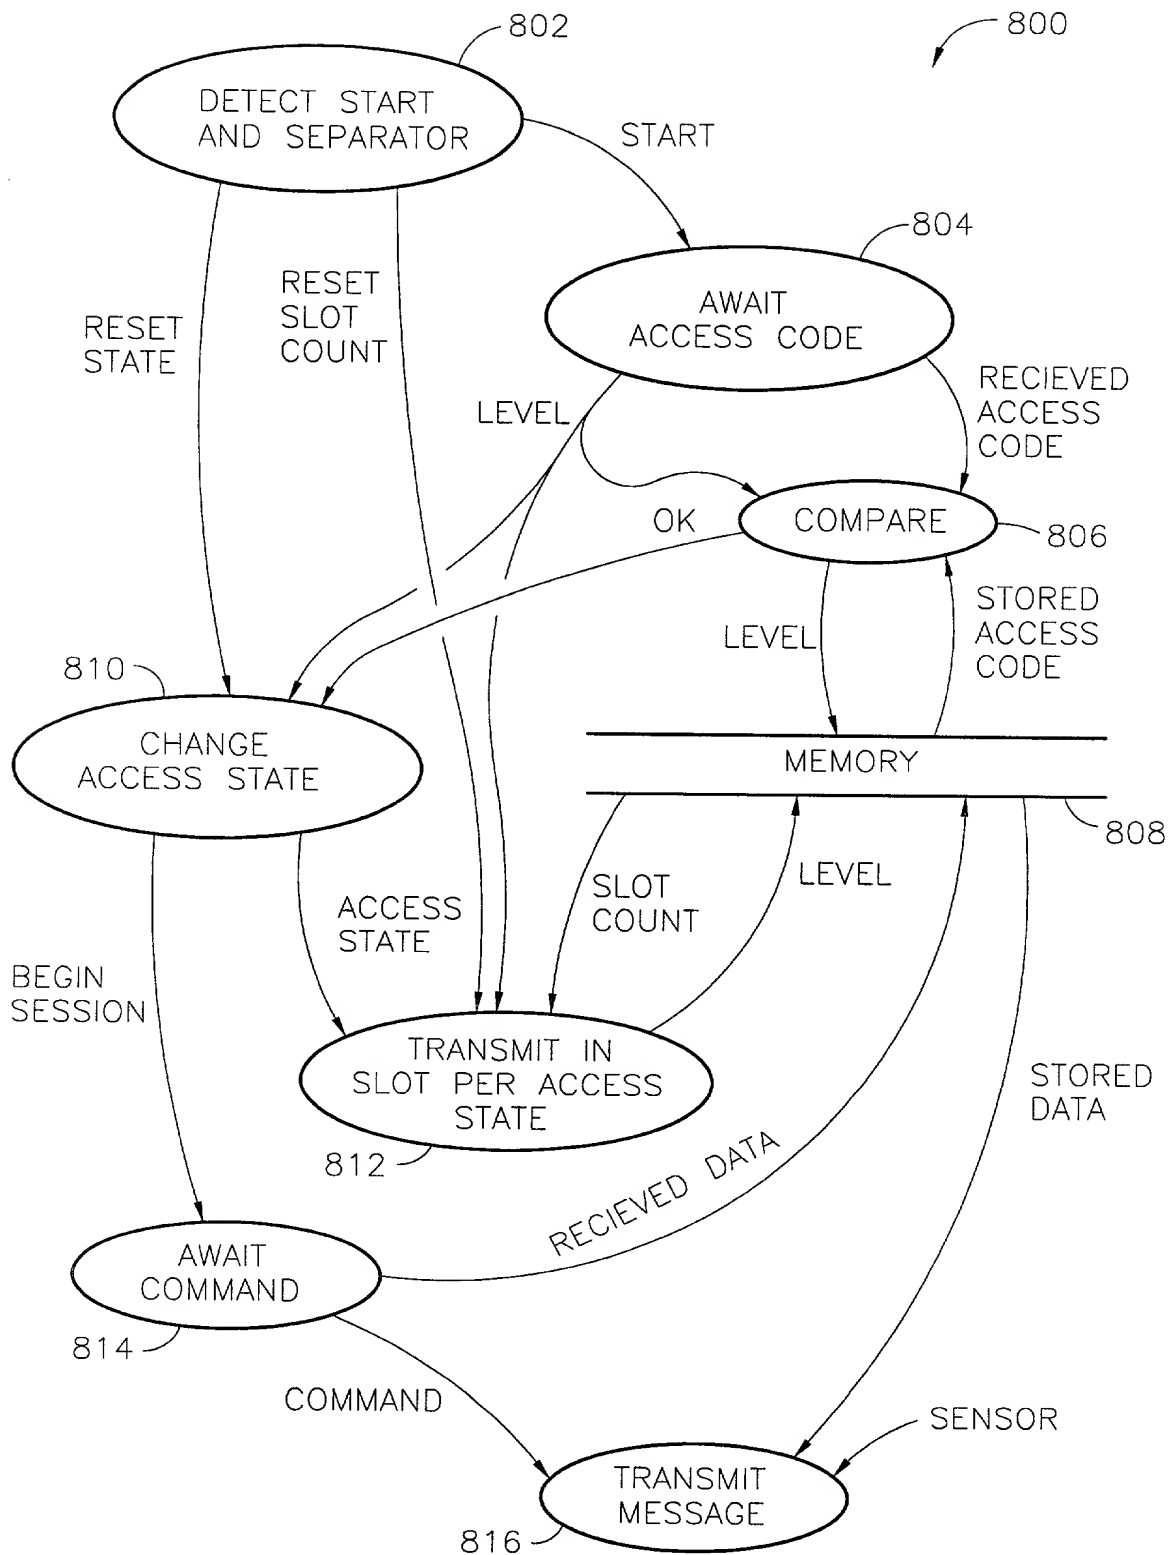 802
800
DETECT START
AND SEPARATOR
START
804
RESET
SLOT
COUNT
AWAIT
ACCESS CODE
RESET
STATE
RECIEVED
ACCESS
CODE
LEVEL
OK
COMPARE
806
STORED
ACCESS
CODE
LEVEL
810
CHANGE
ACCESS STATE
MEMORY
808
SLOT
COUNT
LEVEL
ACCESS
STATE
BEGIN
SESSION
TRANSMIT IN
SLOT PER ACCESS
STATE
STORED
DATA
812
RECIEVED DATA
AWAIT
COMMAND
814
COMMAND
SENSOR
TRANSMIT
MESSAGE
816